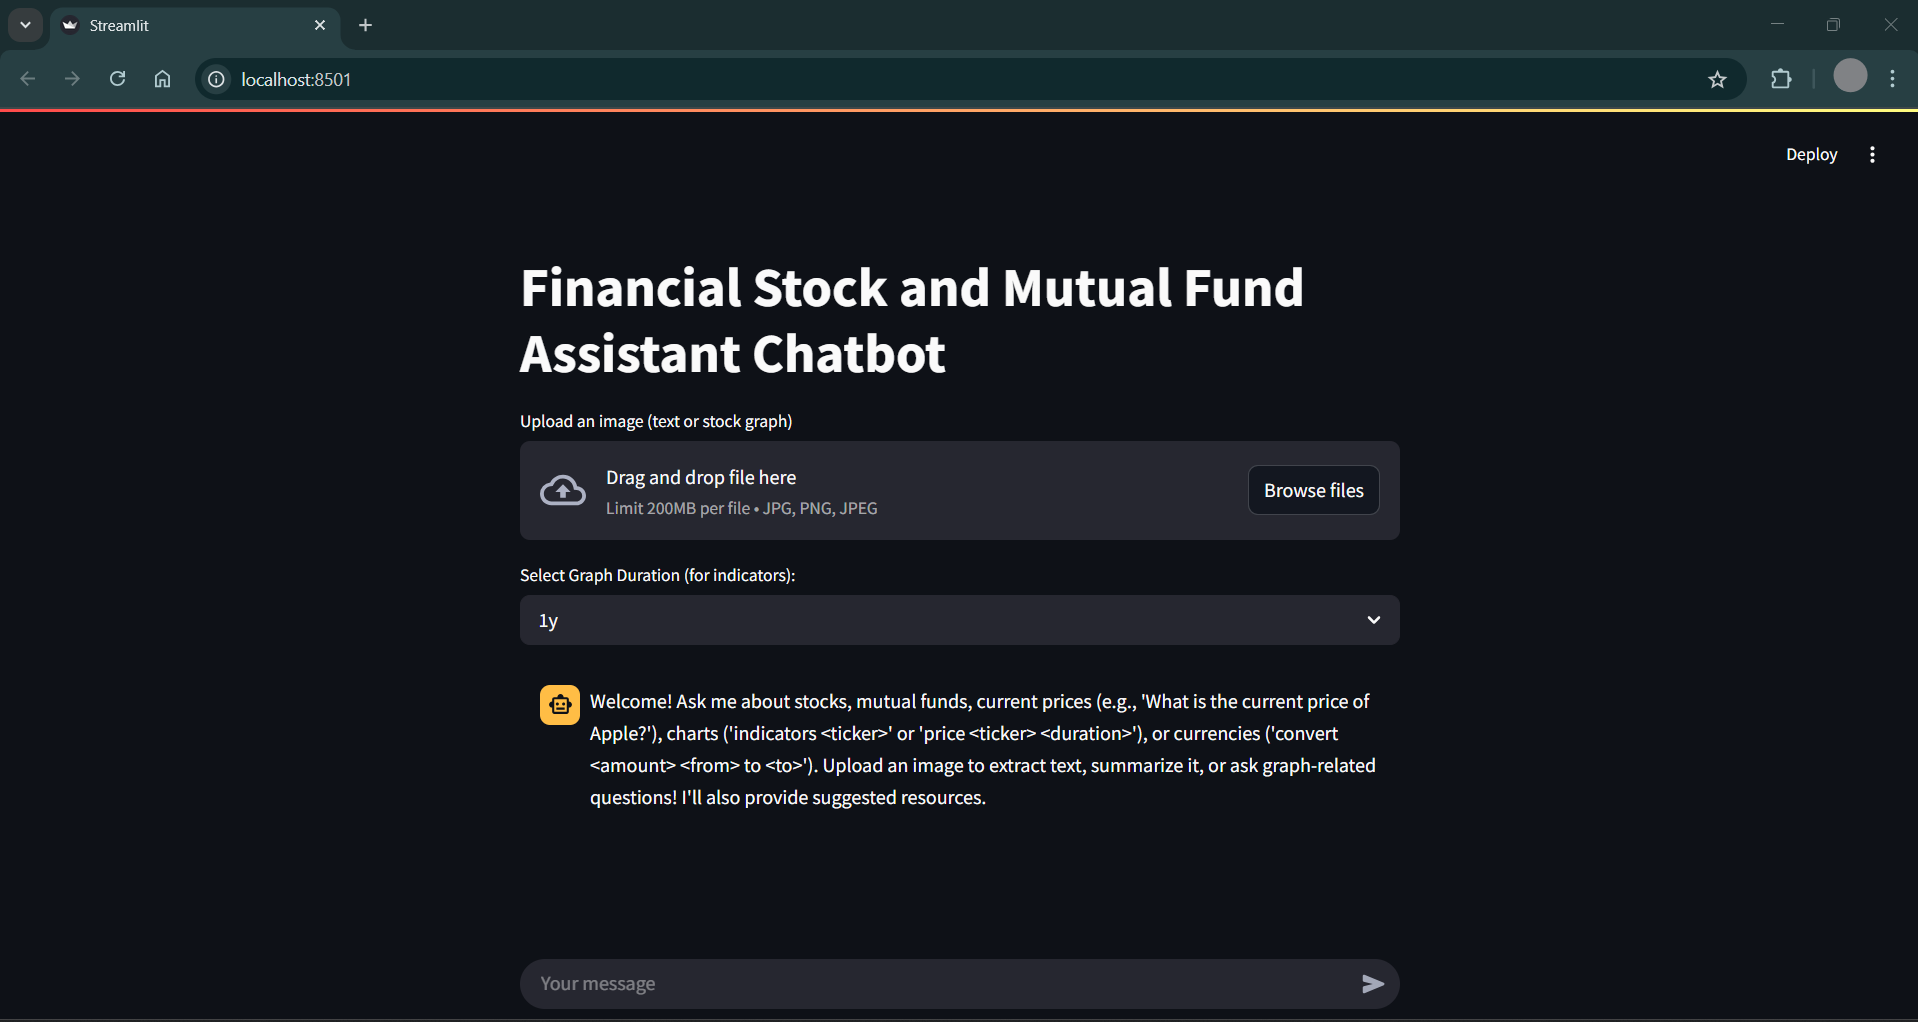 Streamlit
localhost:8501
Deploy
Financial Stock and Mutual Fund
Assistant Chatbot
Upload an image (text or stock graph)
Drag and drop file here
Limit 200MB per file • JPG, PNG, JPEG
Browse files
Select Graph Duration (for indicators):
1y
Welcome! Ask me about stocks, mutual funds, current prices (e.g., 'What is the current price of
Apple?'), charts ('indicators <ticker>' or 'price <ticker> <duration>'), or currencies ('convert
<amount> <from> to <to>'). Upload an image to extract text, summarize it, or ask graph-related
questions! I'll also provide suggested resources.
Your message